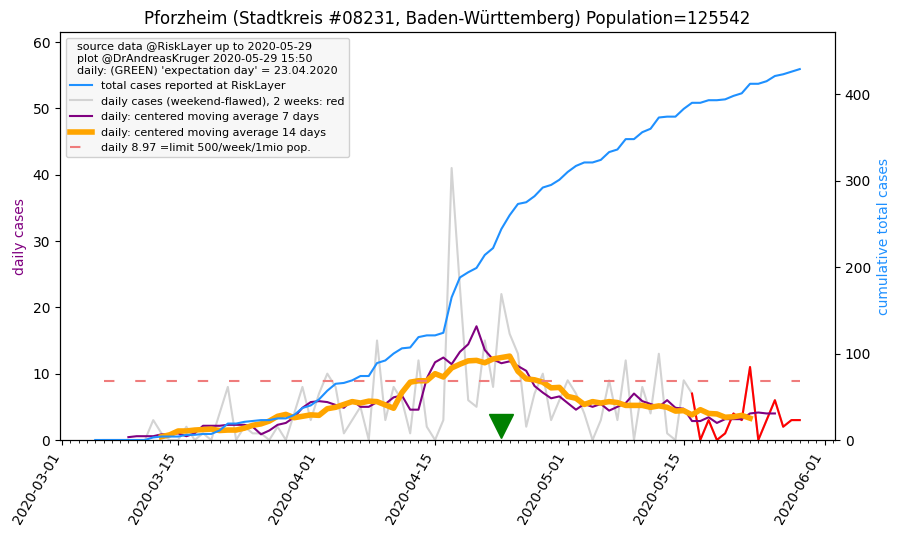 Pforzheim (Stadtkreis #08231, Baden-Württemberg) Population=125542
source data @RiskLayer up to 2020-05-29
plot @DrAndreasKruger 2020-05-29 15:50
daily: (GREEN) 'expectation day' = 23.04.2020
total cases reported at RiskLayer
daily cases (weekend-flawed), 2 weeks: red
daily: centered moving average 7 days
daily: centered moving average 14 days
daily 8.97 =limit 500/week/1mio pop.
daily cases
60
50
40
30
20
10
0
cumulative total cases
400
300
200
100
0
2020-03-01
2020-03-15
2020-04-01
2020-04-15
2020-05-01
2020-05-15
2020-06-01